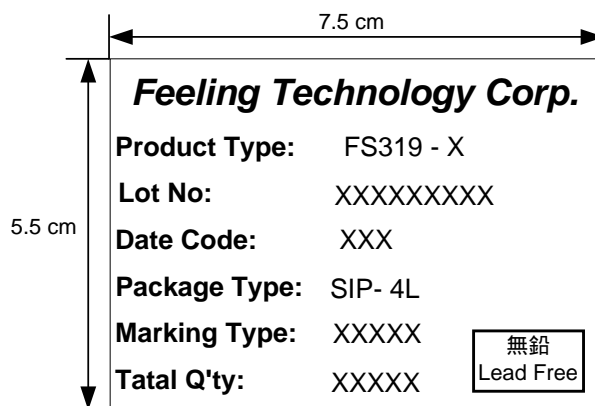 7.5 cm
Feeling Technology Corp.
Product Type: FS319 - X
Lot No: XXXXXXXXX
5.5 cm
Date Code: XXX
Package Type: SIP- 4L
Marking Type: XXXXX
無鉛
Lead Free
Tatal Q'ty: XXXXX